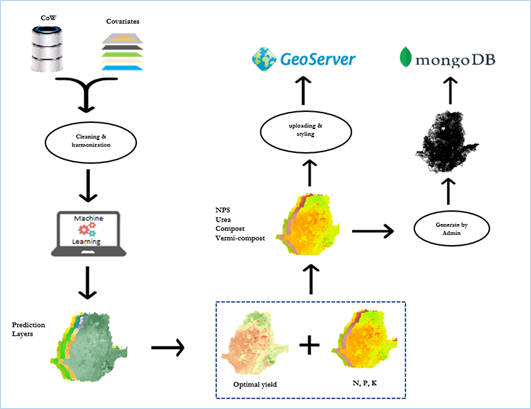 CoW
Covariates
Cleaning &
harmonization
Machine
Learning
Prediction
Layers
Optimal yield
N, P, K
NPS
Urea
Compost
Vermi-compost
uploading &
styling
GeoServer
Generate by
Admin
mongoDB